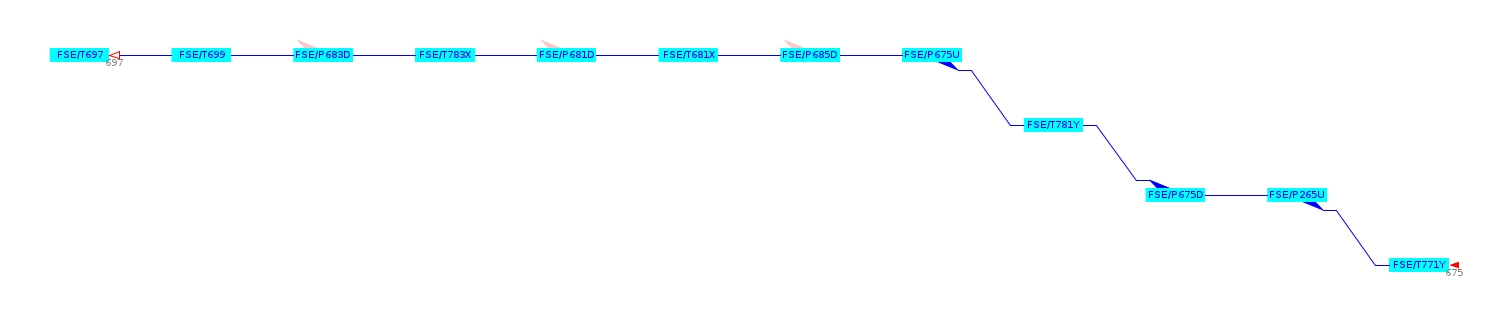 FSE/T697 FSE/T699 FSE/P683D FSE/T783X FSE/P681D FSE/T681X FSE/P685D FSE/P675U
697
FSE/T781Y
FSE/P675D FSE/P265U
FSE/T771Y
675